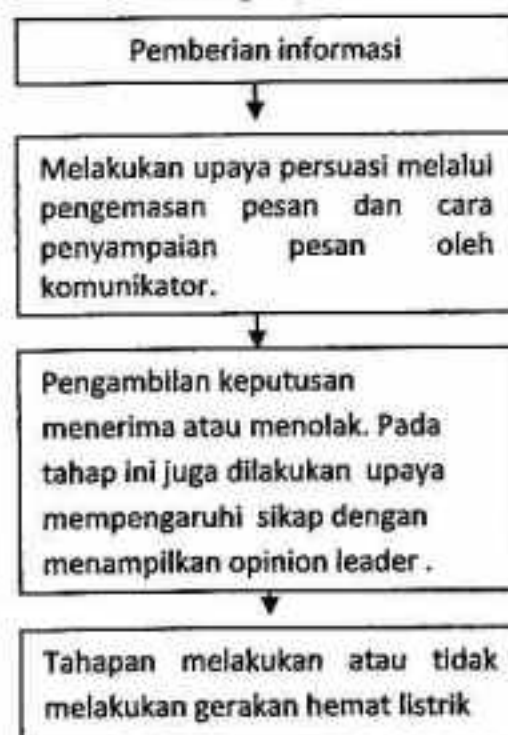 Pemberian informasi
Melakukan upaya persuasi melalui
pengemasan pesan dan cara
penyampaian pesan oleh
komunikator.
Pengambilan keputusan
menerima atau menolak. Pada
tahap ini juga dilakukan upaya
mempengaruhi sikap dengan
menampilkan opinion leader .
Tahapan melakukan atau tidak
melakukan gerakan hemat listrik